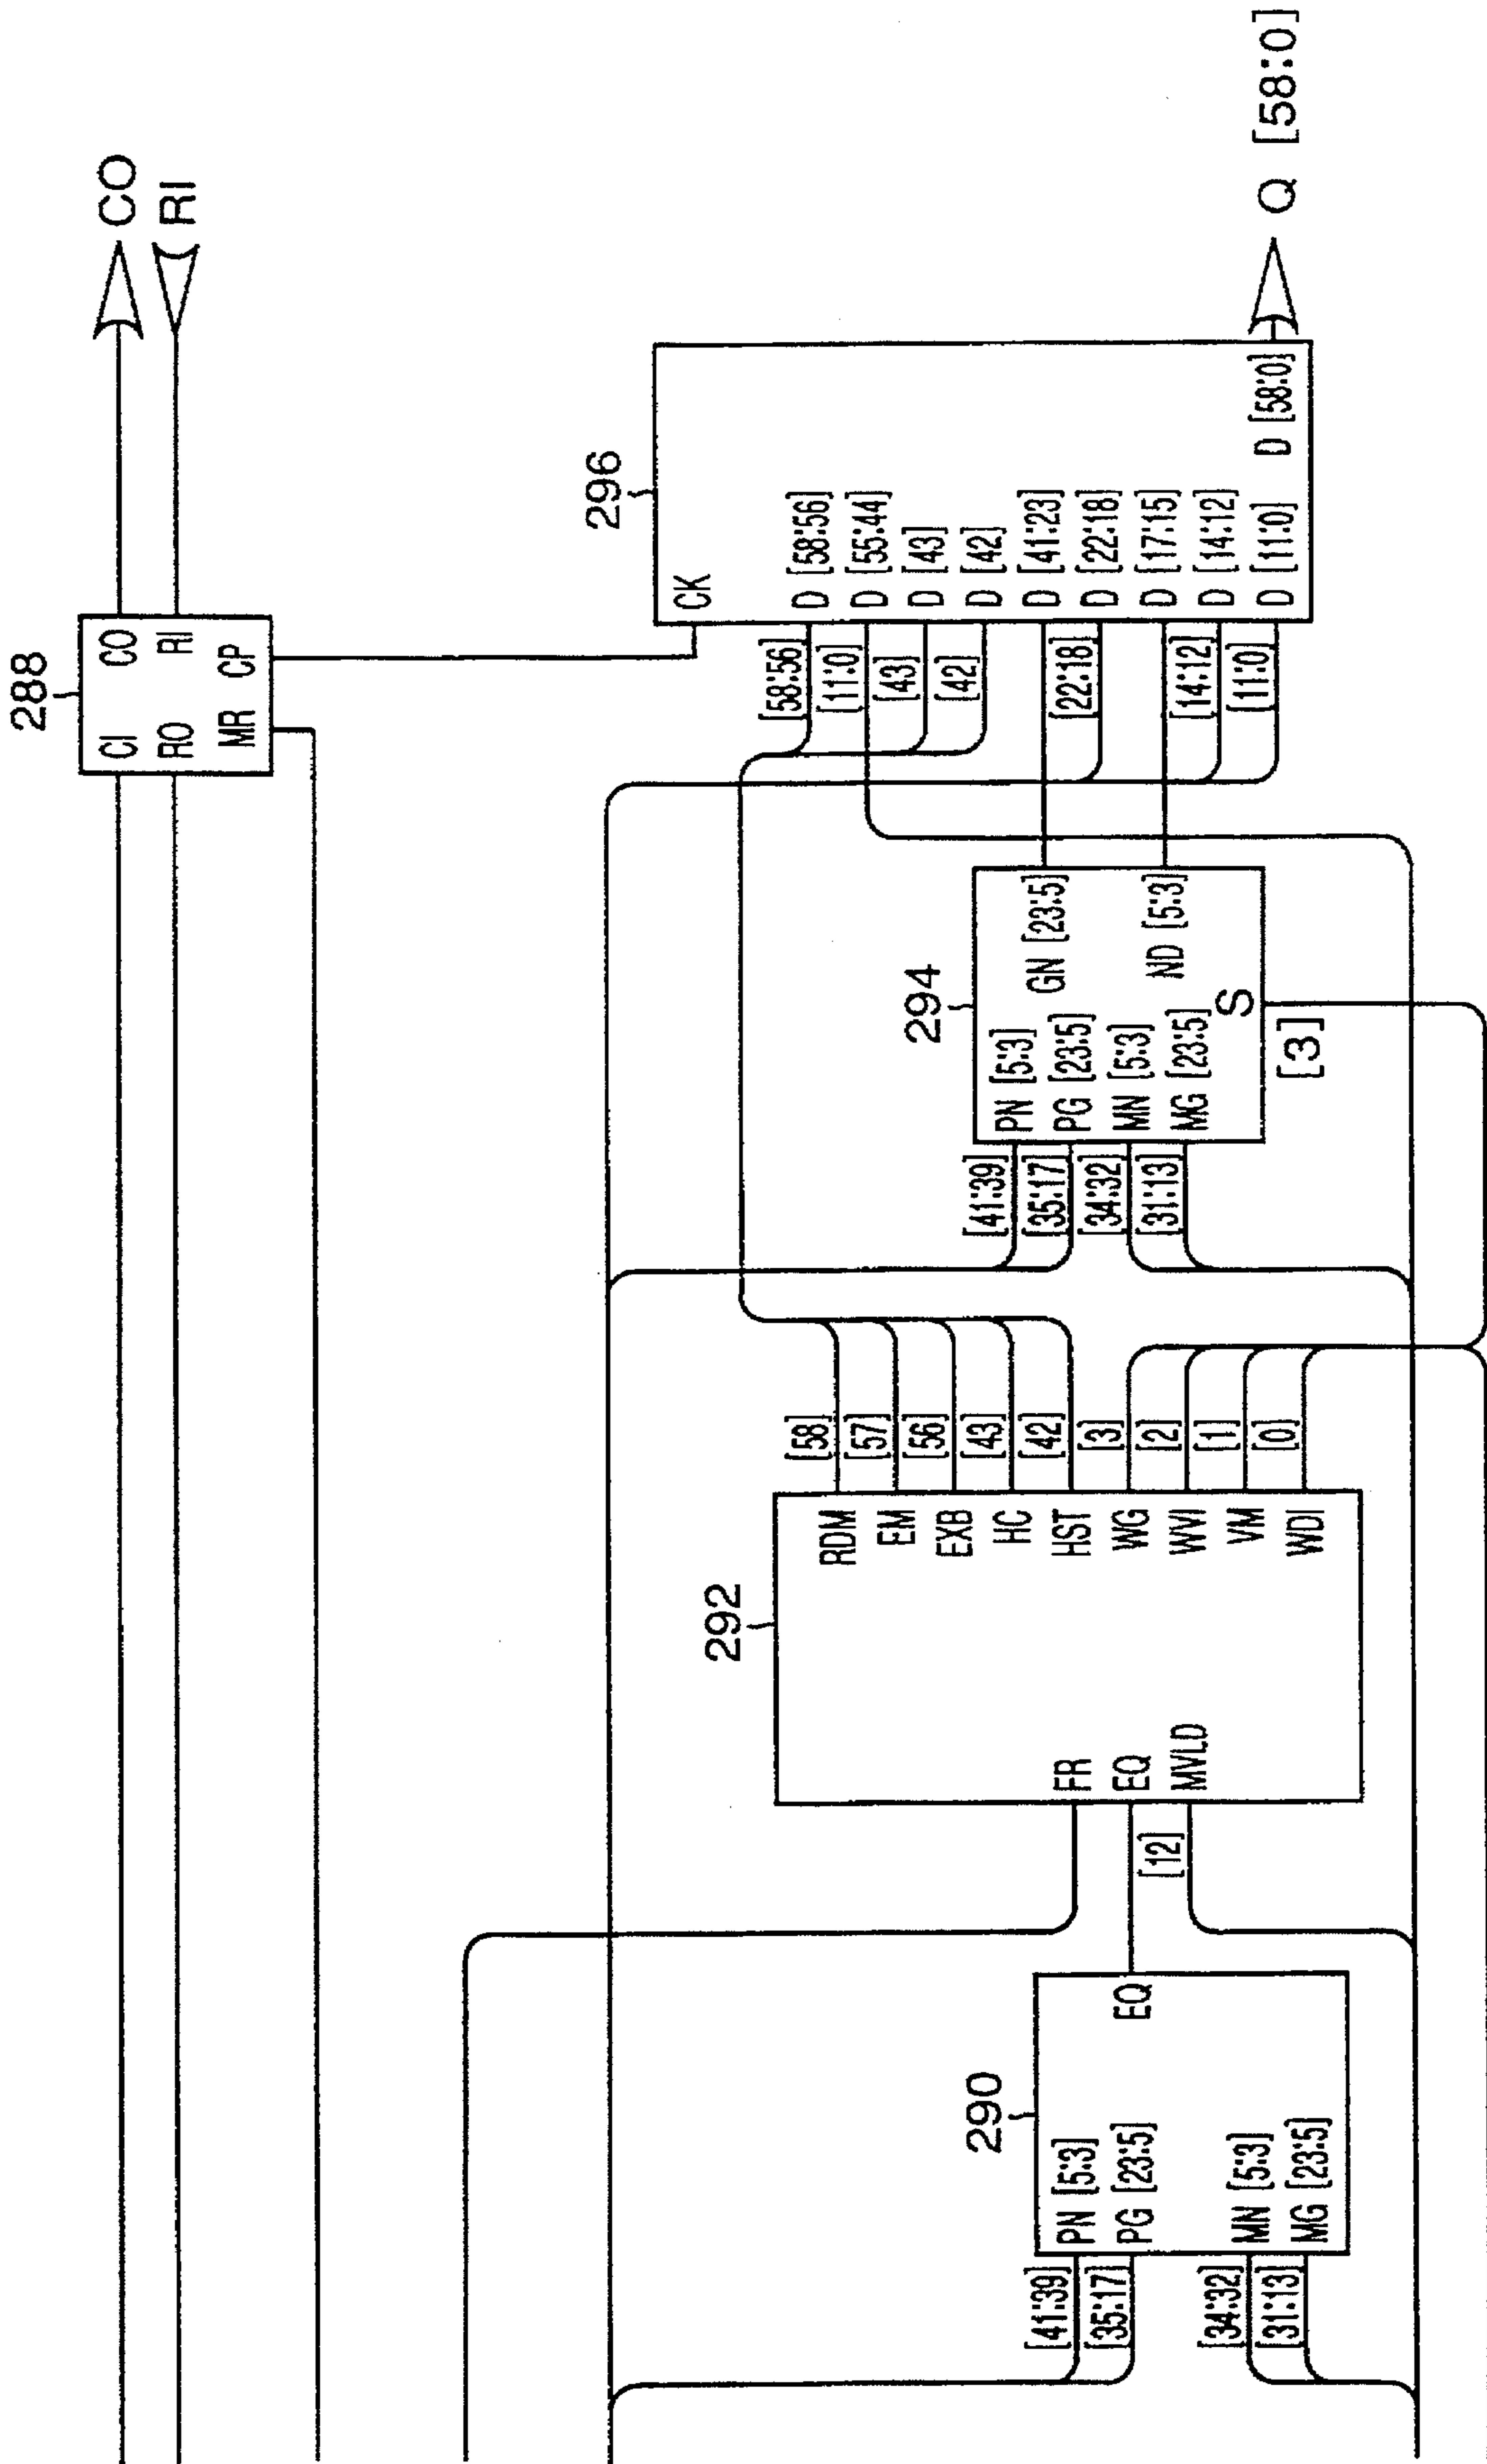 288
CI CO
RO RI
MR CP
CO
RI
290
PN [5:3]
PG [23:5]
MN [5:3]
MG [23:5]
EQ
[41:39]
[35:17]
[34:32]
[31:13]
292
FR
EQ
MVLD
[12]
RDM
EM
EXB
HC
HST
WG
WVI
VM
WDI
[58]
[57]
[56]
[43]
[42]
[3]
[2]
[1]
[0]
294
[41:39]
[35:17]
[34:32]
[31:13]
PN [5:3]
PG [23:5]
MN [5:3]
MG [23:5]
GN [23:5]
ND [5:3]
S
[3]
296
CK
[58:56]
[11:0]
[43]
[42]
[22:18]
[14:12]
[11:0]
D [58:56]
D [55:44]
D [43]
D [42]
D [41:23]
D [22:18]
D [17:15]
D [14:12]
D [11:0]
D [58:0]
Q [58:0]